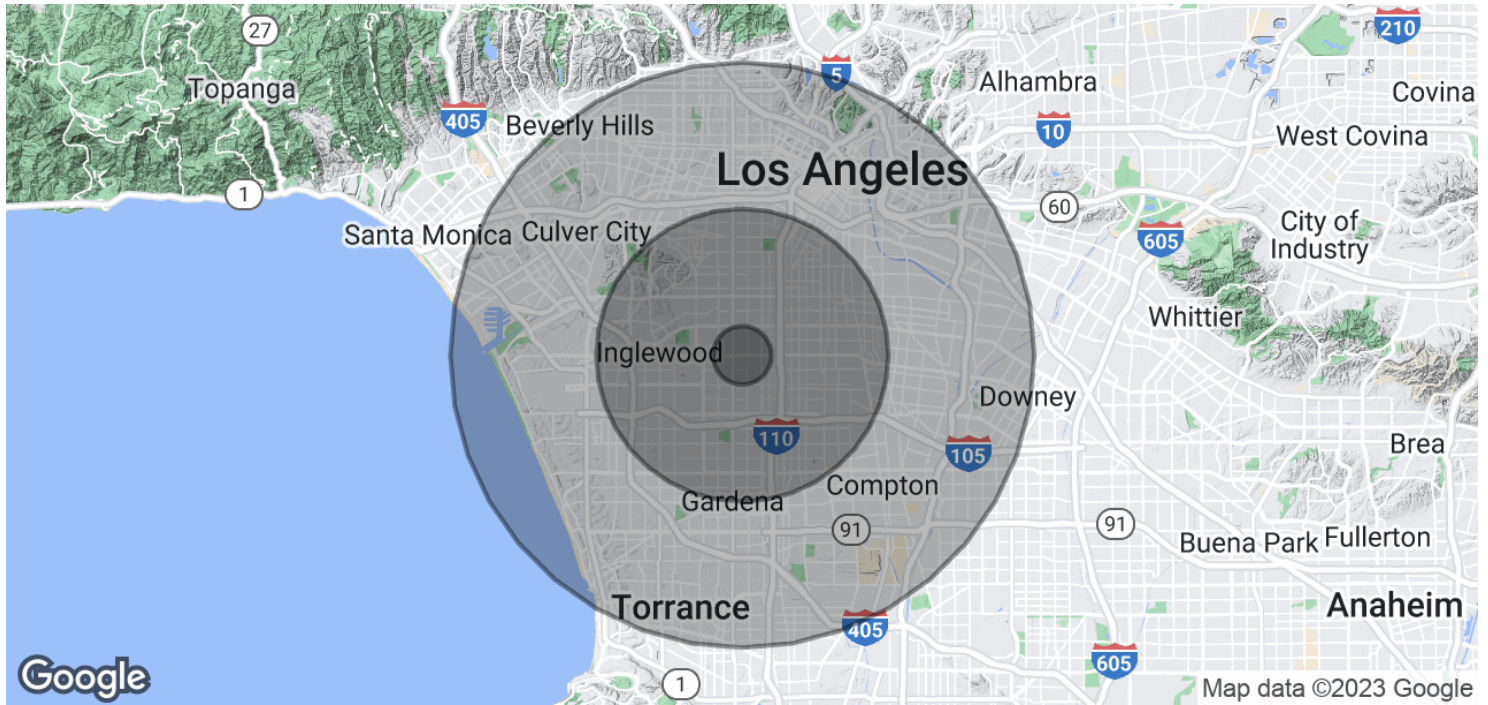 27
5
210
Topanga
Alhambra
Covina
405
Beverly Hills
10
West Covina
Los Angeles
1
60
Santa Monica
Culver City
City of
Industry
605
Whittier
Inglewood
Downey
110
105
Brea
Gardena
Compton
91
91
Buena Park
Fullerton
Torrance
Anaheim
405
605
Google
1
Map data ©2023 Google